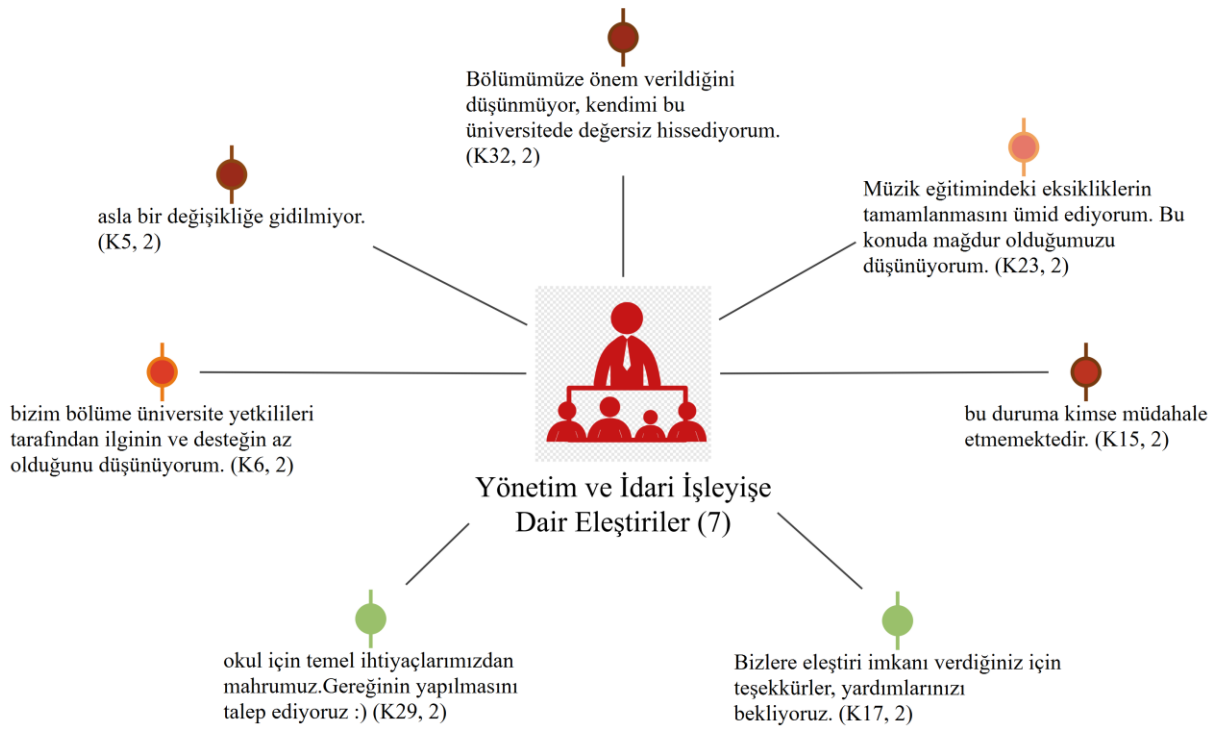 Bölümümüze önem verildiğini
düşünmüyor, kendimi bu
üniversitede değersiz hissediyorum.
(K32, 2)
asla bir değişikliğe gidilmiyor.
(K5, 2)
Müzik eğitimindeki eksikliklerin
tamamlanmasını ümid ediyorum. Bu
konuda mağdur olduğumuzu
düşünüyorum. (K23, 2)
bizim bölüme üniversite yetkilileri
tarafından ilginin ve desteğin az
olduğunu düşünüyorum. (K6, 2)
bu duruma kimse müdahale
etmemektedir. (K15, 2)
Yönetim ve İdari İşleyişe
Dair Eleştiriler (7)
okul için temel ihtiyaçlarımızdan
mahrumuz.Gereğinin yapılmasını
talep ediyoruz :) (K29, 2)
Bizlere eleştiri imkanı verdiğiniz için
teşekkürler, yardımlarınızı
bekliyoruz. (K17, 2)